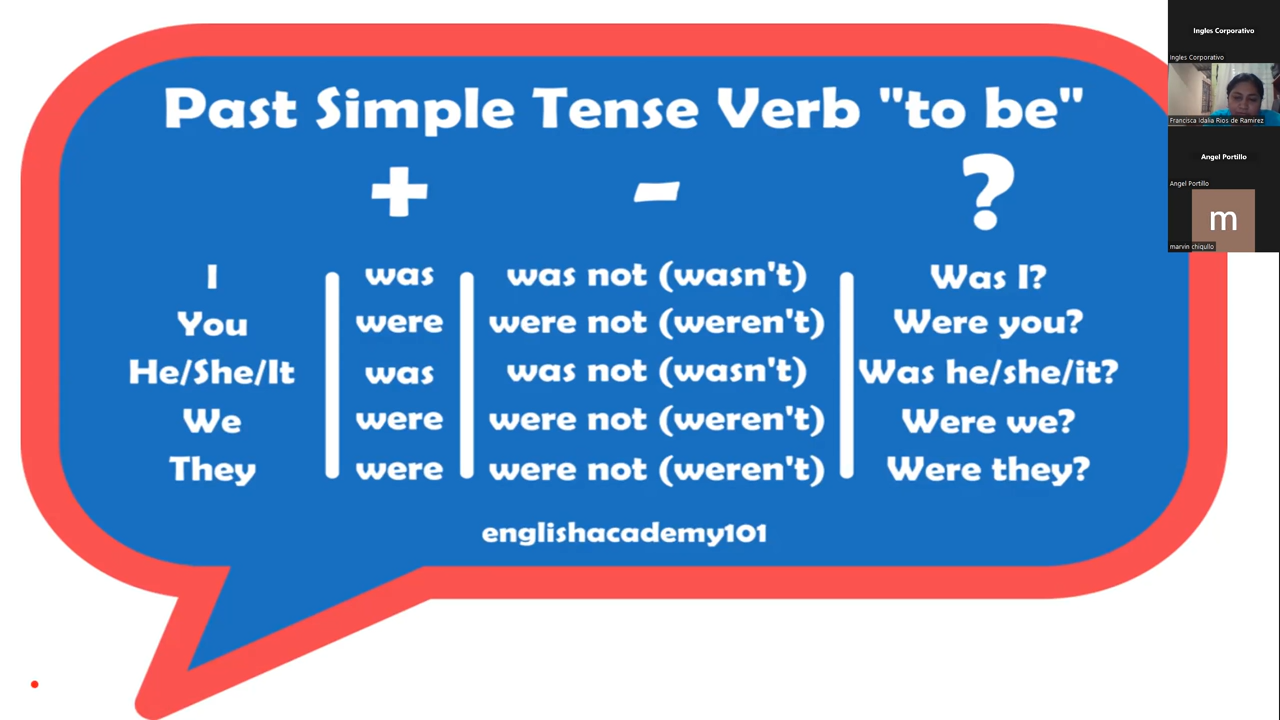 Past Simple Tense Verb "to be"
+ - ?
I was was not (wasn't) Was I?
You were were not (weren't) Were you?
He/She/It was was not (wasn't) Was he/she/it?
We were were not (weren't) Were we?
They were were not (weren't) Were they?
englishacademy101
Ingles Corporativo
Ingles Corporativo
Francisca Idalia Rios de Ramirez
Angel Portillo
Angel Portillo
m
marvin chiqullo